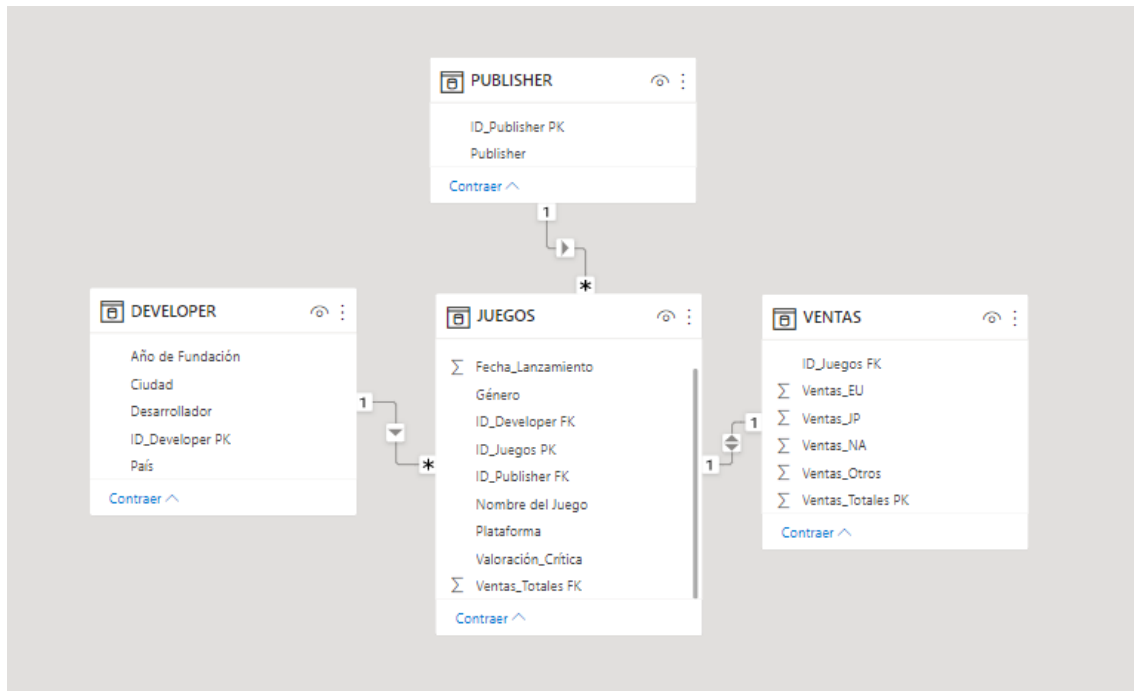 PUBLISHER
ID_Publisher PK
Publisher
Contraer
1
*
DEVELOPER
Año de Fundación
Ciudad
Desarrollador
ID_Developer PK
País
Contraer
1
*
JUEGOS
Fecha_Lanzamiento
Género
ID_Developer FK
ID_Juegos PK
ID_Publisher FK
Nombre del Juego
Plataforma
Valoración_Crítica
Ventas_Totales FK
Contraer
1
1
VENTAS
ID_Juegos FK
Ventas_EU
Ventas_JP
Ventas_NA
Ventas_Otros
Ventas_Totales PK
Contraer